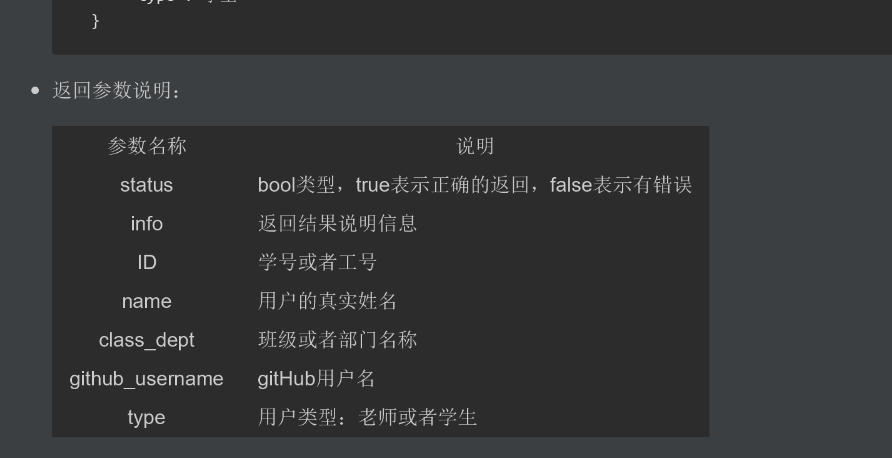 }
返回参数说明：
参数名称 说明
status bool类型，true表示正确的返回，false表示有错误
info 返回结果说明信息
ID 学号或者工号
name 用户的真实姓名
class_dept 班级或者部门名称
github_username gitHub用户名
type 用户类型：老师或者学生